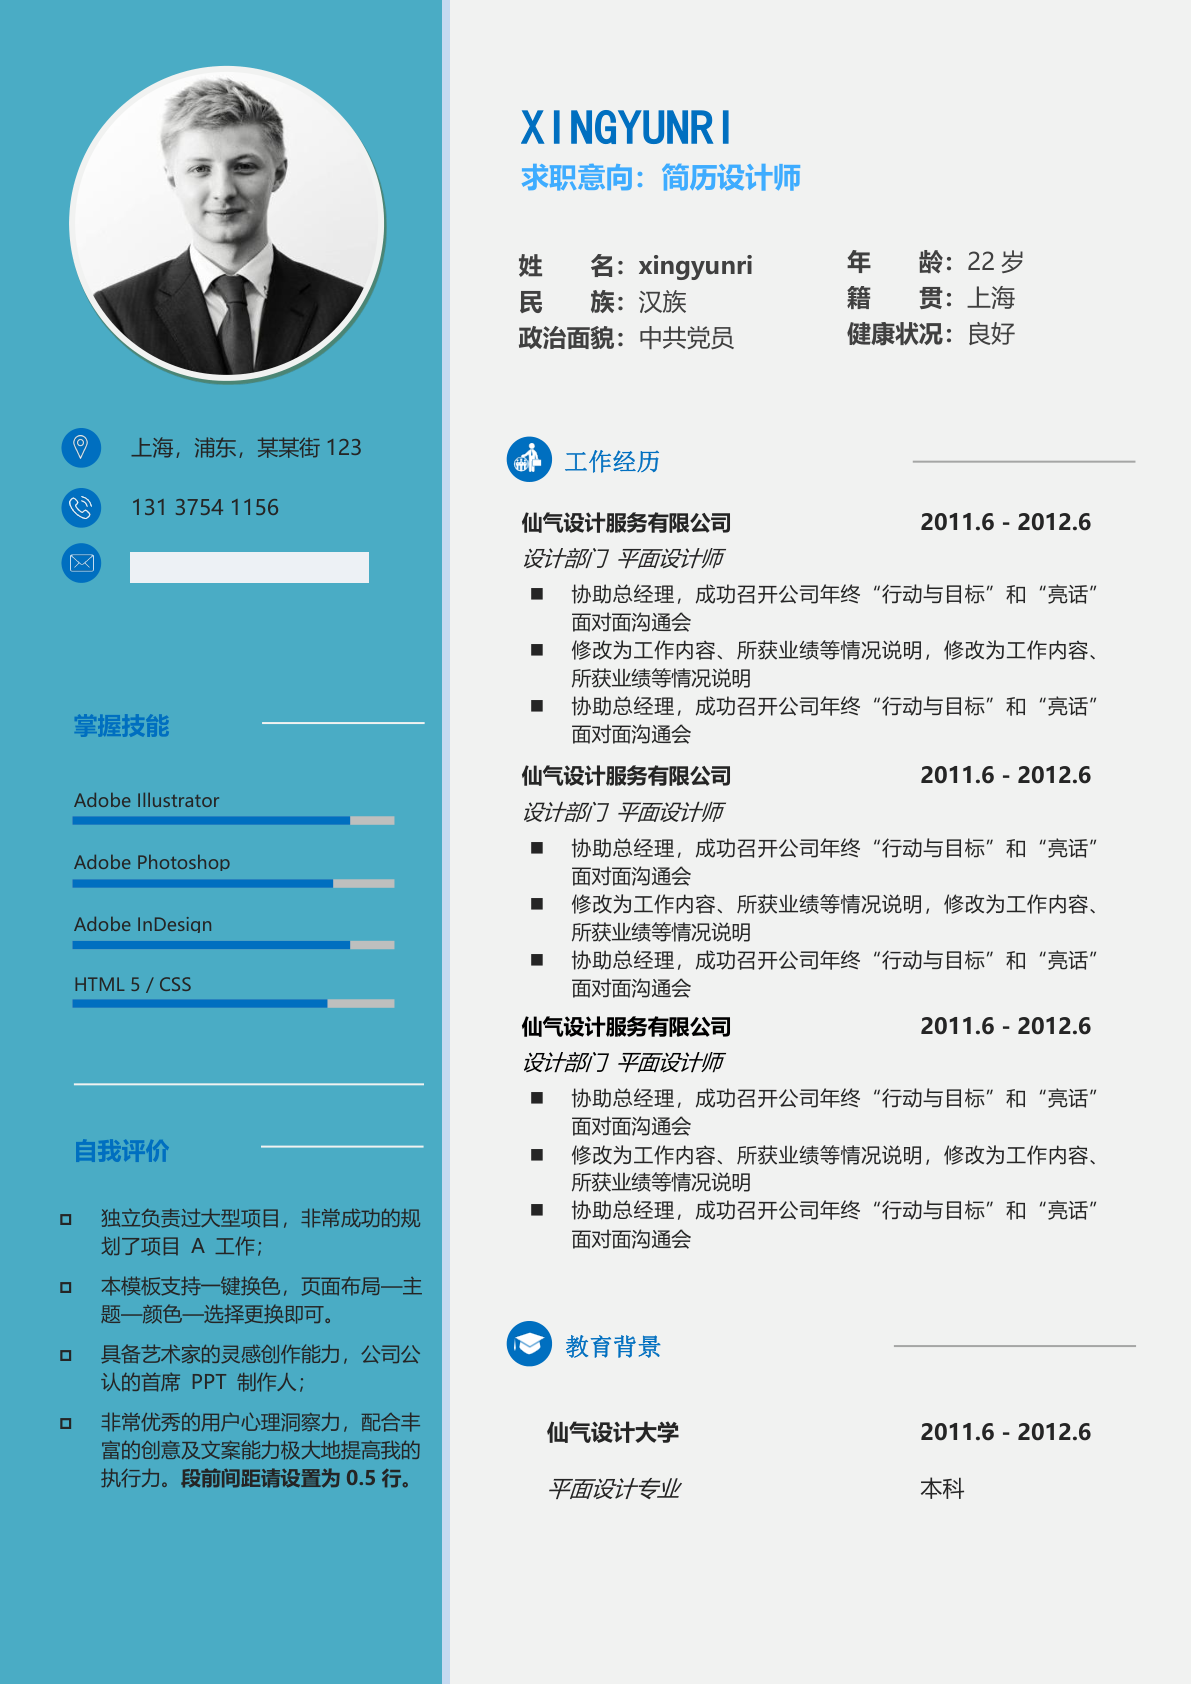 上海，浦东，某某街 123
131 3754 1156
掌握技能
Adobe Illustrator
Adobe Photoshop
Adobe InDesign
HTML 5 / CSS
自我评价
独立负责过大型项目，非常成功的规
划了项目 A 工作；
本模板支持一键换色，页面布局—主
题—颜色—选择更换即可。
具备艺术家的灵感创作能力，公司公
认的首席 PPT 制作人；
非常优秀的用户心理洞察力，配合丰
富的创意及文案能力极大地提高我的
执行力。段前间距请设置为 0.5 行。
XINGYUNRI
求职意向：简历设计师
姓 名：xingyunri
民 族：汉族
政治面貌：中共党员
年 龄：22 岁
籍 贯：上海
健康状况：良好
工作经历
仙气设计服务有限公司 2011.6 - 2012.6
设计部门 平面设计师
■ 协助总经理，成功召开公司年终“行动与目标”和“亮话”
面对面沟通会
■ 修改为工作内容、所获业绩等情况说明，修改为工作内容、
所获业绩等情况说明
■ 协助总经理，成功召开公司年终“行动与目标”和“亮话”
面对面沟通会
仙气设计服务有限公司 2011.6 - 2012.6
设计部门 平面设计师
■ 协助总经理，成功召开公司年终“行动与目标”和“亮话”
面对面沟通会
■ 修改为工作内容、所获业绩等情况说明，修改为工作内容、
所获业绩等情况说明
■ 协助总经理，成功召开公司年终“行动与目标”和“亮话”
面对面沟通会
仙气设计服务有限公司 2011.6 - 2012.6
设计部门 平面设计师
■ 协助总经理，成功召开公司年终“行动与目标”和“亮话”
面对面沟通会
■ 修改为工作内容、所获业绩等情况说明，修改为工作内容、
所获业绩等情况说明
■ 协助总经理，成功召开公司年终“行动与目标”和“亮话”
面对面沟通会
教育背景
仙气设计大学 2011.6 - 2012.6
平面设计专业 本科